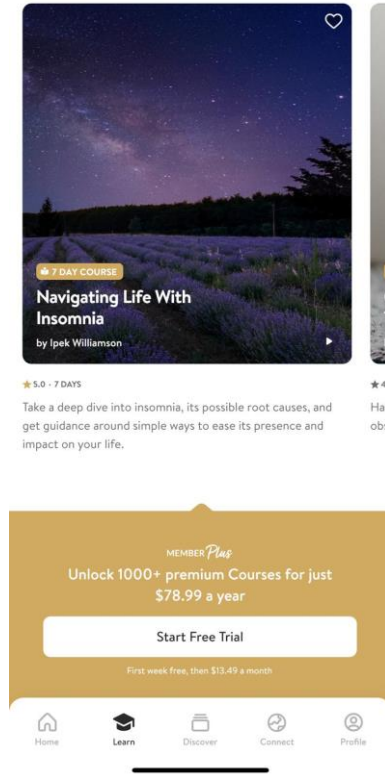 7 DAY COURSE
Navigating Life With
Insomnia
by Ipek Williamson
5.0 · 7 DAYS
4
Take a deep dive into insomnia, its possible root causes, and
get guidance around simple ways to ease its presence and
impact on your life.
Ha
obs
MEMBER Plus
Unlock 1000+ premium Courses for just
$78.99 a year
Start Free Trial
First week free, then $13.49 a month
Home
Learn
Discover
Connect
Profile